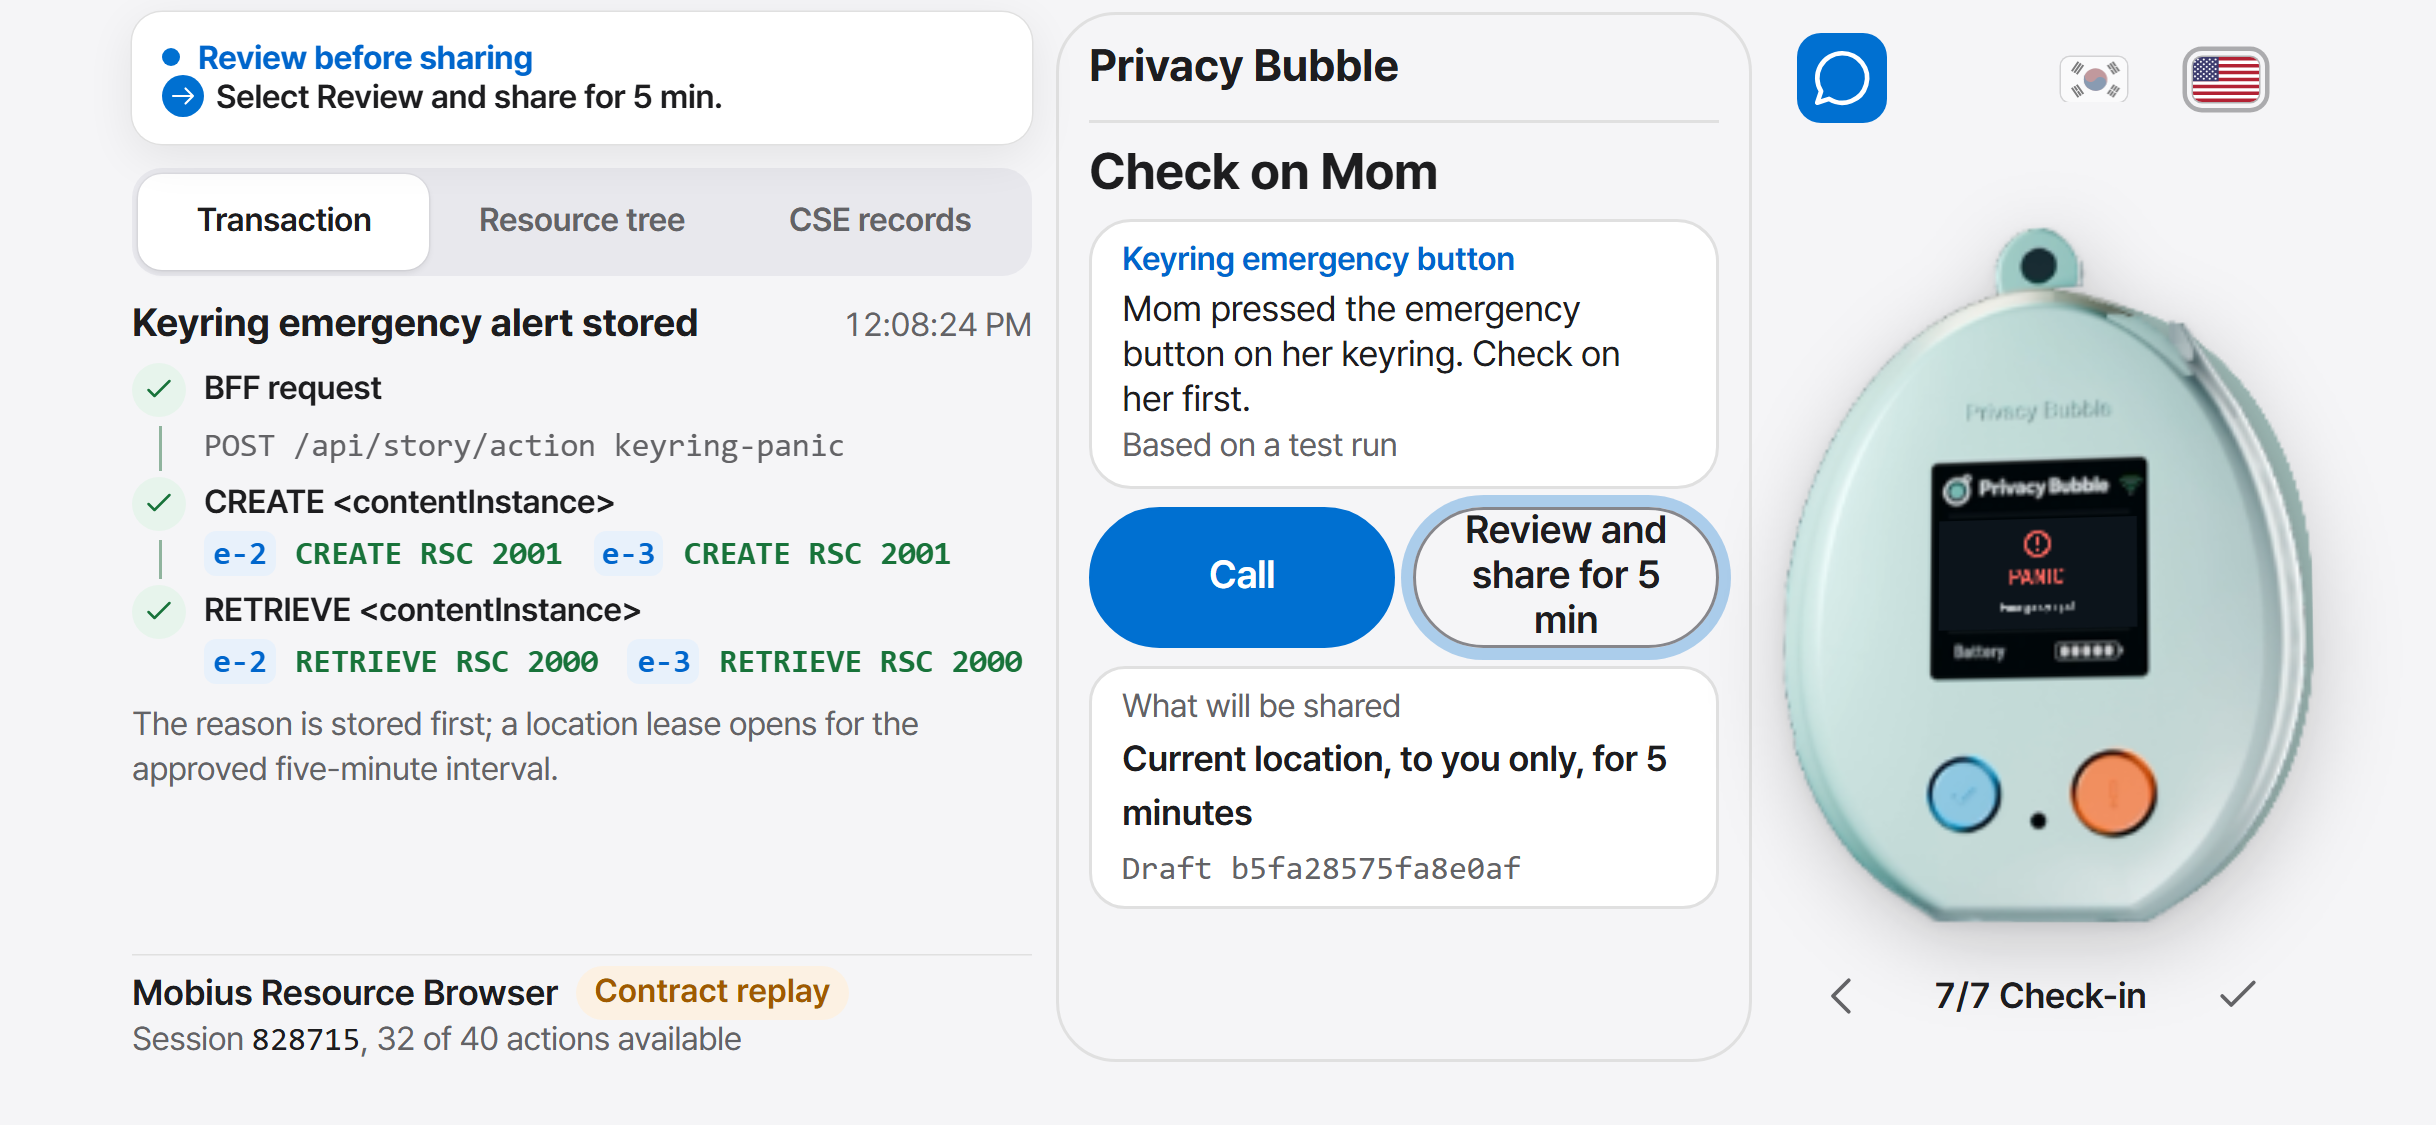 Review before sharing
Select Review and share for 5 min.
Transaction
Resource tree
CSE records
Keyring emergency alert stored
12:08:24 PM
BFF request
POST /api/story/action keyring-panic
CREATE <contentInstance>
e-2 CREATE RSC 2001 e-3 CREATE RSC 2001
RETRIEVE <contentInstance>
e-2 RETRIEVE RSC 2000 e-3 RETRIEVE RSC 2000
The reason is stored first; a location lease opens for the
approved five-minute interval.
Mobius Resource Browser
Contract replay
Session 828715, 32 of 40 actions available
Privacy Bubble
Check on Mom
Keyring emergency button
Mom pressed the emergency
button on her keyring. Check on
her first.
Based on a test run
Call
Review and
share for 5
min
What will be shared
Current location, to you only, for 5
minutes
Draft b5fa28575fa8e0af
Privacy Bubble
Privacy Bubble
PANIC
Battery
7/7 Check-in